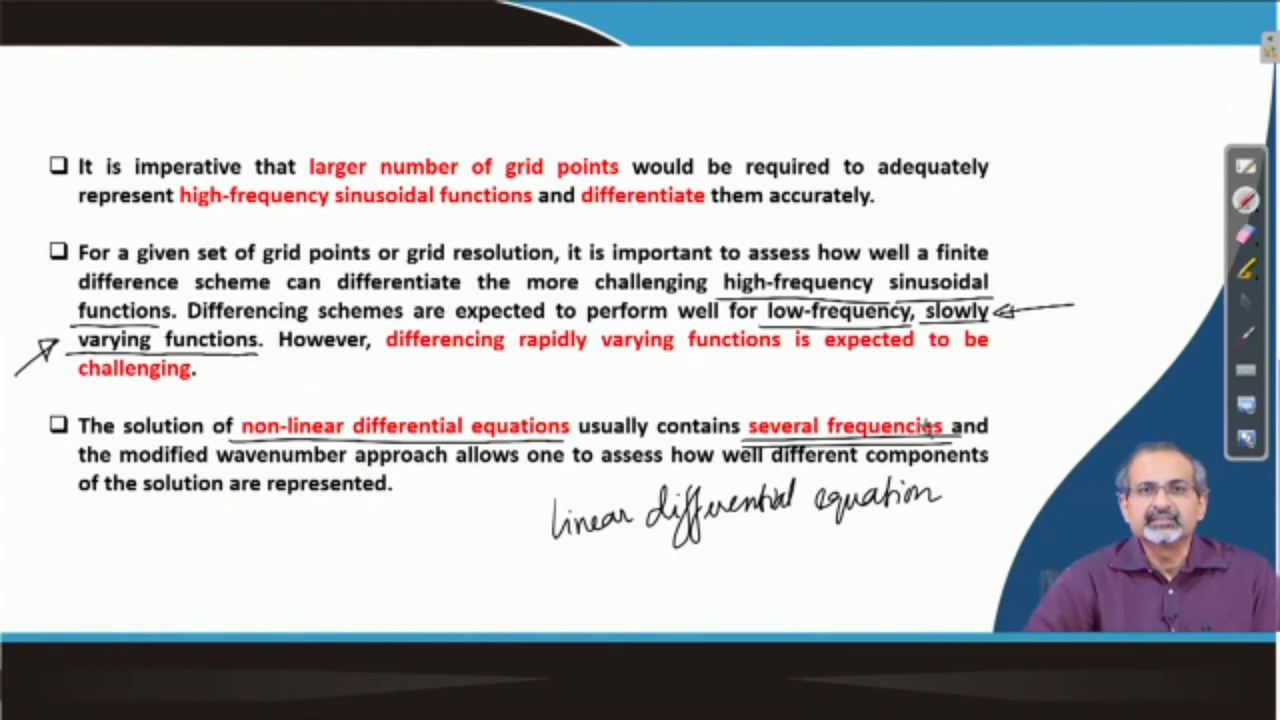 ❑ It is imperative that larger number of grid points would be required to adequately
represent high-frequency sinusoidal functions and differentiate them accurately.
❑ For a given set of grid points or grid resolution, it is important to assess how well a finite
difference scheme can differentiate the more challenging high-frequency sinusoidal
functions. Differencing schemes are expected to perform well for low-frequency, slowly
varying functions. However, differencing rapidly varying functions is expected to be
challenging.
❑ The solution of non-linear differential equations usually contains several frequencies and
the modified wavenumber approach allows one to assess how well different components
of the solution are represented.
linear differential equation